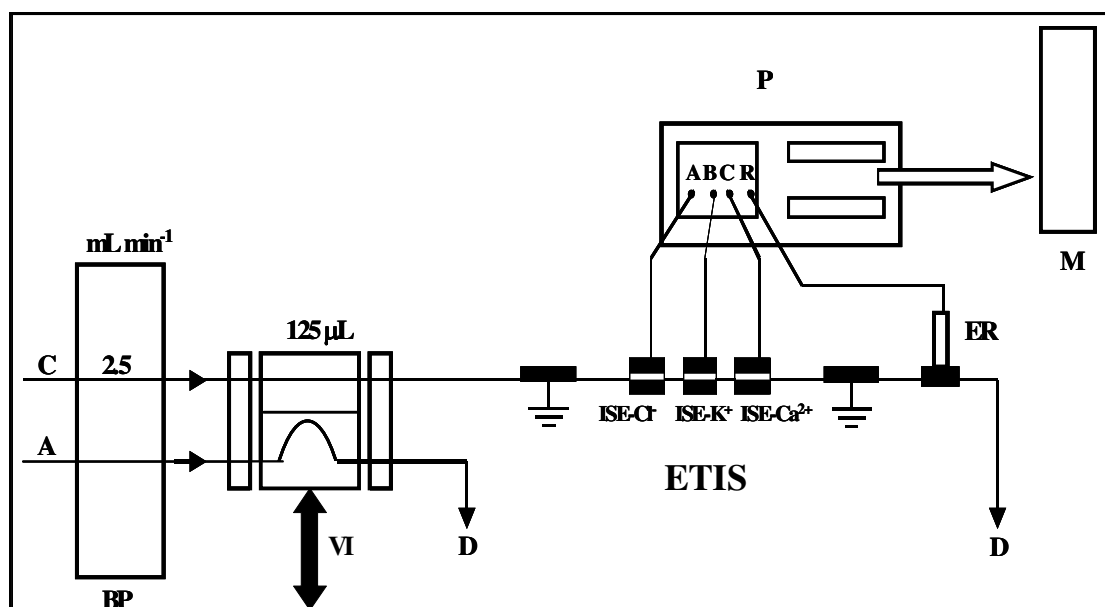 P
A B C R
M
mL min⁻¹
125 µL
ER
C
2.5
ISE-Cl⁻
ISE-K⁺
ISE-Ca²⁺
A
ETIS
D
VI
D
BP